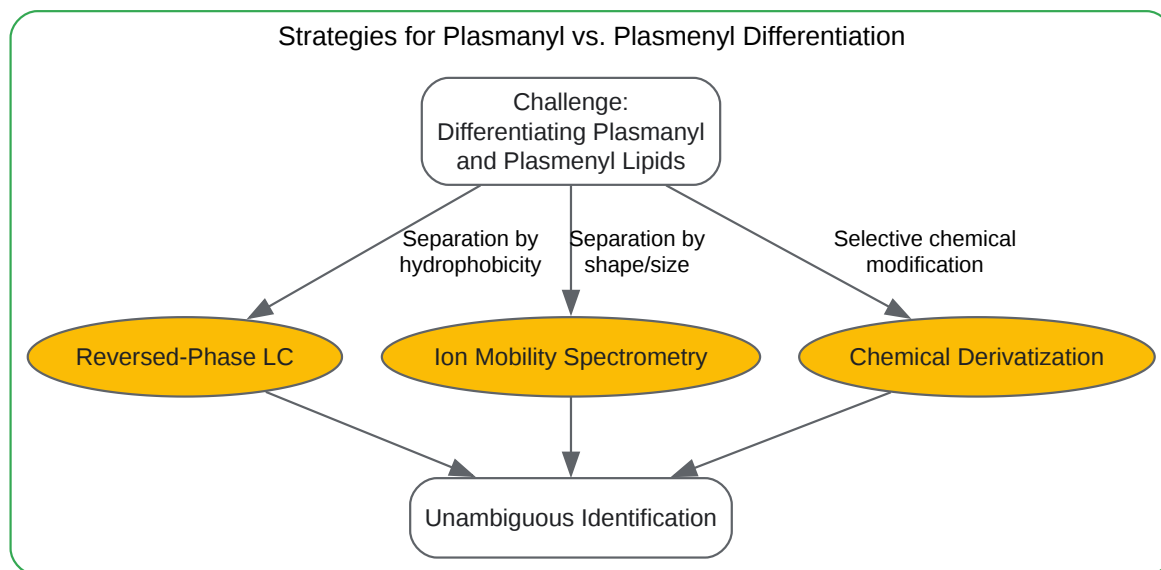 Strategies for Plasmanyl vs. Plasmenyl Differentiation
Challenge:
Differentiating Plasmanyl
and Plasmenyl Lipids
Separation by
hydrophobicity
Separation by
shape/size
Selective chemical
modification
Reversed-Phase LC
Ion Mobility Spectrometry
Chemical Derivatization
Unambiguous Identification